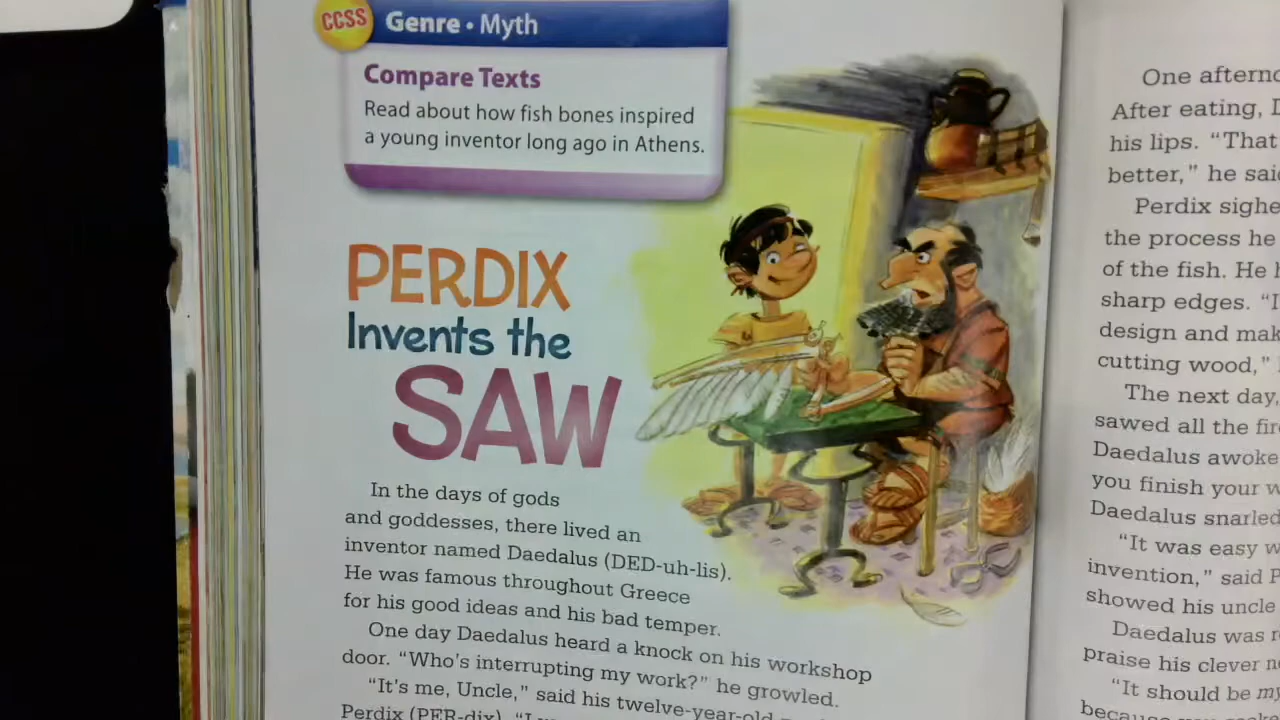 CCSS
Genre • Myth
Compare Texts
Read about how fish bones inspired
a young inventor long ago in Athens.
PERDIX
Invents the
SAW
In the days of gods
and goddesses, there lived an
inventor named Daedalus (DED-uh-lis).
He was famous throughout Greece
for his good ideas and his bad temper.
One day Daedalus heard a knock on his workshop
door. “Who’s interrupting my work?” he growled.
“It’s me, Uncle,” said his twelve-year-old
Perdix (PER-dix).
One
After eating,
his lips. “That
better,” he
Perdix
the process he
of the fish. He
sharp edges.
design and
cutting wood,”
The next day,
sawed all the
Daedalus awoke
you finish your
Daedalus snarled
“It was easy
invention,” said
showed his uncle
Daedalus was
praise his clever
“It should be
because you